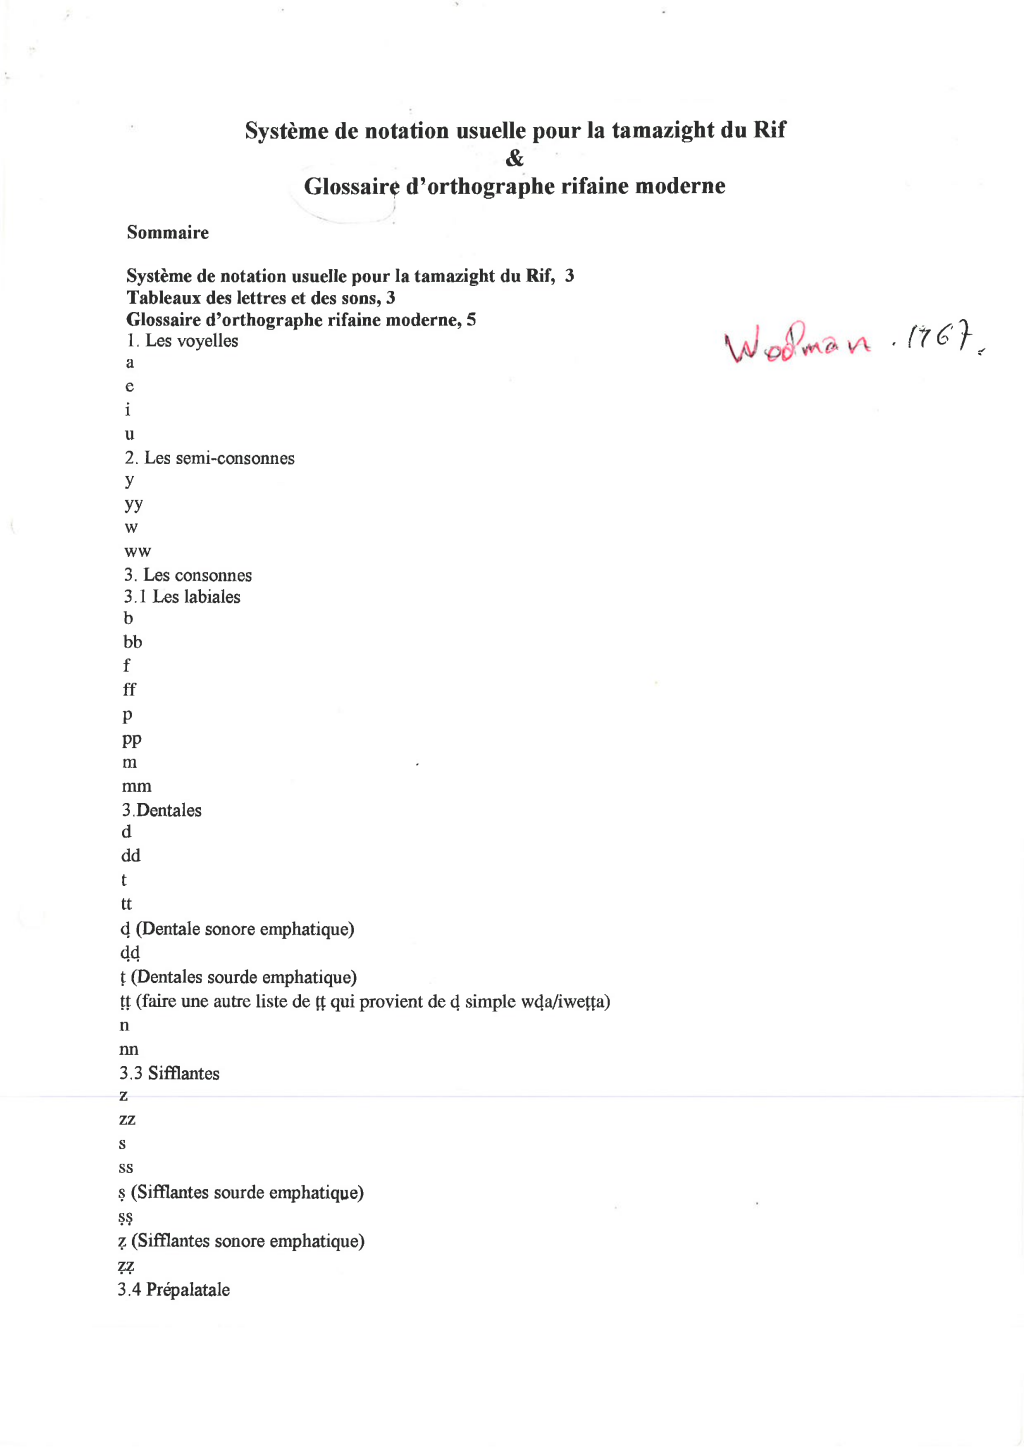 Système de notation usuelle pour la tamazight du Rif
&
Glossaire d'orthographe rifaine moderne
Sommaire
Système de notation usuelle pour la tamazight du Rif, 3
Tableaux des lettres et des sons, 3
Glossaire d'orthographe rifaine moderne, 5
1. Les voyelles
a
e
i
u
2. Les semi-consonnes
y
yy
w
ww
3. Les consonnes
3.1 Les labiales
b
bb
f
ff
p
pp
m
mm
3.Dentales
d
dd
t
tt
ḍ (Dentale sonore emphatique)
ḍḍ
ṭ (Dentales sourde emphatique)
ṭṭ (faire une autre liste de ṭṭ qui provient de ḍ simple wḍa/iweṭṭa)
n
nn
3.3 Sifflantes
z
zz
s
ss
ṣ (Sifflantes sourde emphatique)
ṣṣ
ẓ (Sifflantes sonore emphatique)
ẓẓ
3.4 Prépalatale